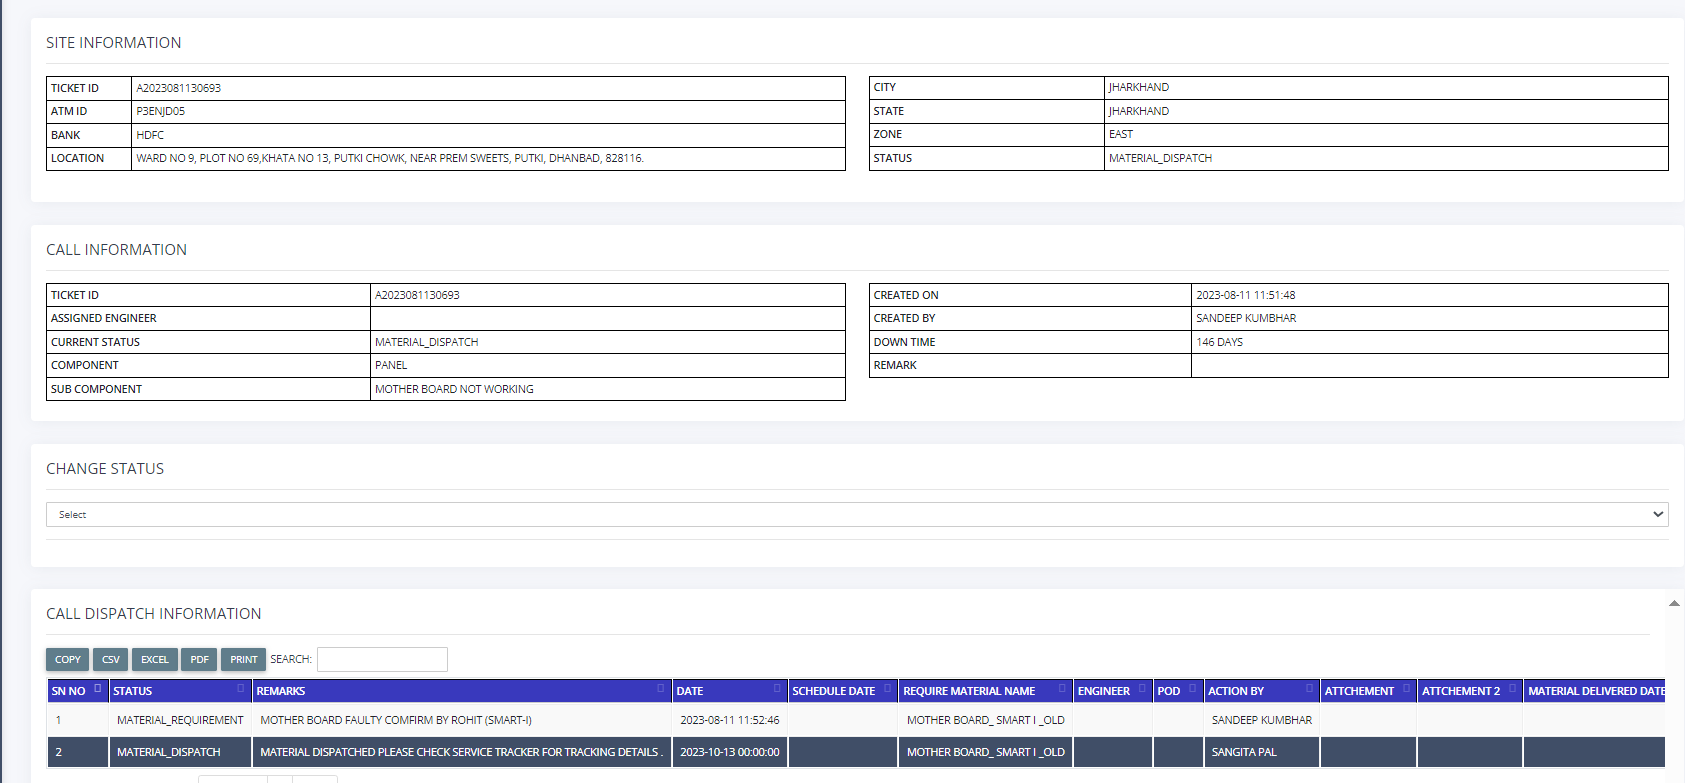 SITE INFORMATION
TICKET ID A2023081130693
ATM ID P3ENJD05
BANK HDFC
LOCATION WARD NO 9, PLOT NO 69,KHATA NO 13, PUTKI CHOWK, NEAR PREM SWEETS, PUTKI, DHANBAD, 828116.
CITY JHARKHAND
STATE JHARKHAND
ZONE EAST
STATUS MATERIAL_DISPATCH
CALL INFORMATION
TICKET ID A2023081130693
ASSIGNED ENGINEER
CURRENT STATUS MATERIAL_DISPATCH
COMPONENT PANEL
SUB COMPONENT MOTHER BOARD NOT WORKING
CREATED ON 2023-08-11 11:51:48
CREATED BY SANDEEP KUMBHAR
DOWN TIME 146 DAYS
REMARK
CHANGE STATUS
Select
CALL DISPATCH INFORMATION
COPY CSV EXCEL PDF PRINT SEARCH:
SN NO STATUS REMARKS DATE SCHEDULE DATE REQUIRE MATERIAL NAME ENGINEER POD ACTION BY ATTCHEMENT ATTCHEMENT 2 MATERIAL DELIVERED DATE
1 MATERIAL_REQUIREMENT MOTHER BOARD FAULTY COMFIRM BY ROHIT (SMART-I) 2023-08-11 11:52:46 MOTHER BOARD_ SMART I _OLD SANDEEP KUMBHAR
2 MATERIAL_DISPATCH MATERIAL DISPATCHED PLEASE CHECK SERVICE TRACKER FOR TRACKING DETAILS . 2023-10-13 00:00:00 MOTHER BOARD_ SMART I _OLD SANGITA PAL